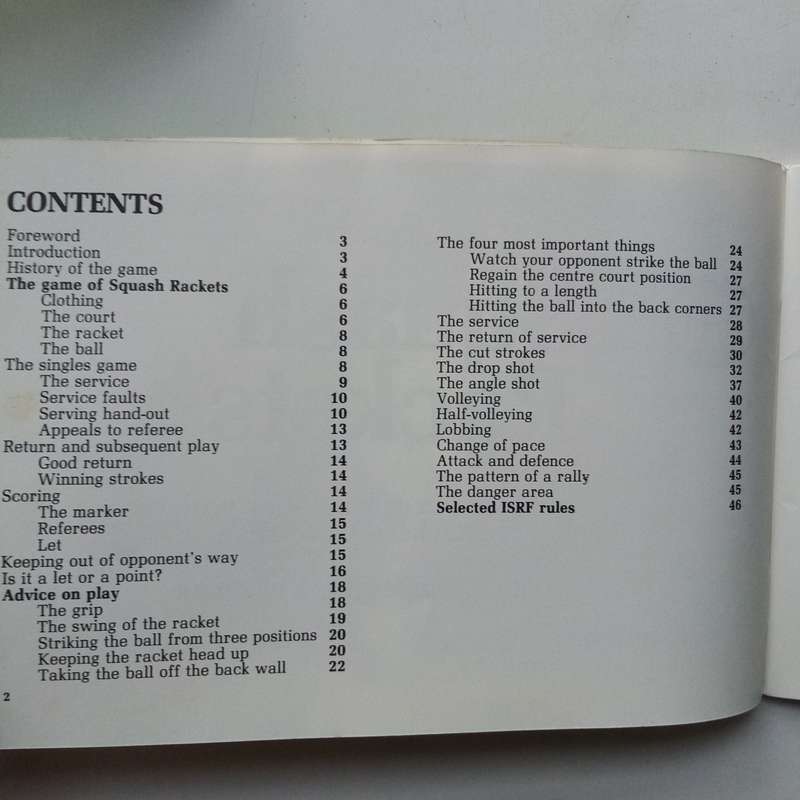 CONTENTS
Foreword 3
Introduction 3
History of the game 4
The game of Squash Rackets 6
Clothing 6
The court 6
The racket 8
The ball 8
The singles game 8
The service 9
Service faults 10
Serving hand-out 10
Appeals to referee 13
Return and subsequent play 13
Good return 14
Winning strokes 14
Scoring 14
The marker 14
Referees 15
Let 15
Keeping out of opponent's way 15
Is it a let or a point? 16
Advice on play 18
The grip 18
The swing of the racket 19
Striking the ball from three positions 20
Keeping the racket head up 20
Taking the ball off the back wall 22
2
The four most important things 24
Watch your opponent strike the ball 24
Regain the centre court position 27
Hitting to a length 27
Hitting the ball into the back corners 27
The service 28
The return of service 29
The cut strokes 30
The drop shot 32
The angle shot 37
Volleying 40
Half-volleying 42
Lobbing 42
Change of pace 43
Attack and defence 44
The pattern of a rally 45
The danger area 45
Selected ISRF rules 46